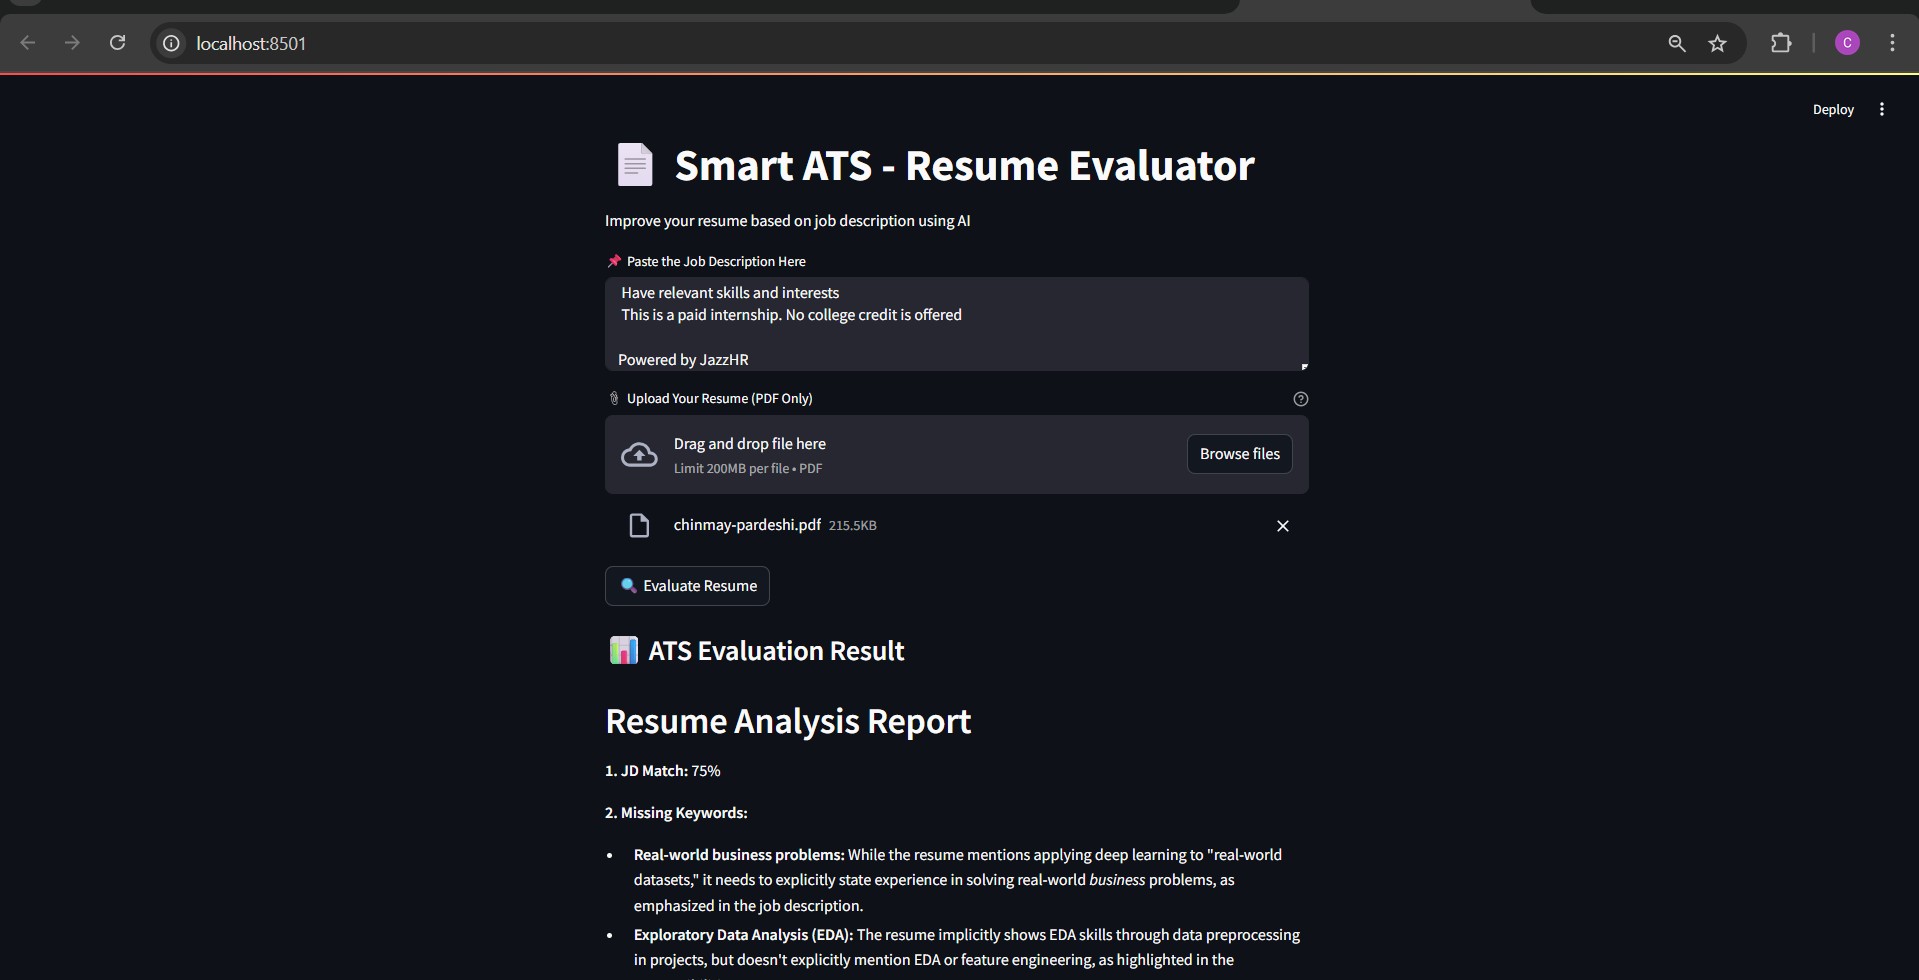 localhost:8501
C
Deploy
Smart ATS - Resume Evaluator
Improve your resume based on job description using AI
Paste the Job Description Here
Have relevant skills and interests
This is a paid internship. No college credit is offered
Powered by JazzHR
Upload Your Resume (PDF Only)
Drag and drop file here
Limit 200MB per file • PDF
Browse files
chinmay-pardeshi.pdf 215.5KB
Evaluate Resume
ATS Evaluation Result
Resume Analysis Report
1. JD Match: 75%
2. Missing Keywords:
• Real-world business problems: While the resume mentions applying deep learning to "real-world
datasets," it needs to explicitly state experience in solving real-world business problems, as
emphasized in the job description.
• Exploratory Data Analysis (EDA): The resume implicitly shows EDA skills through data preprocessing
in projects, but doesn't explicitly mention EDA or feature engineering, as highlighted in the